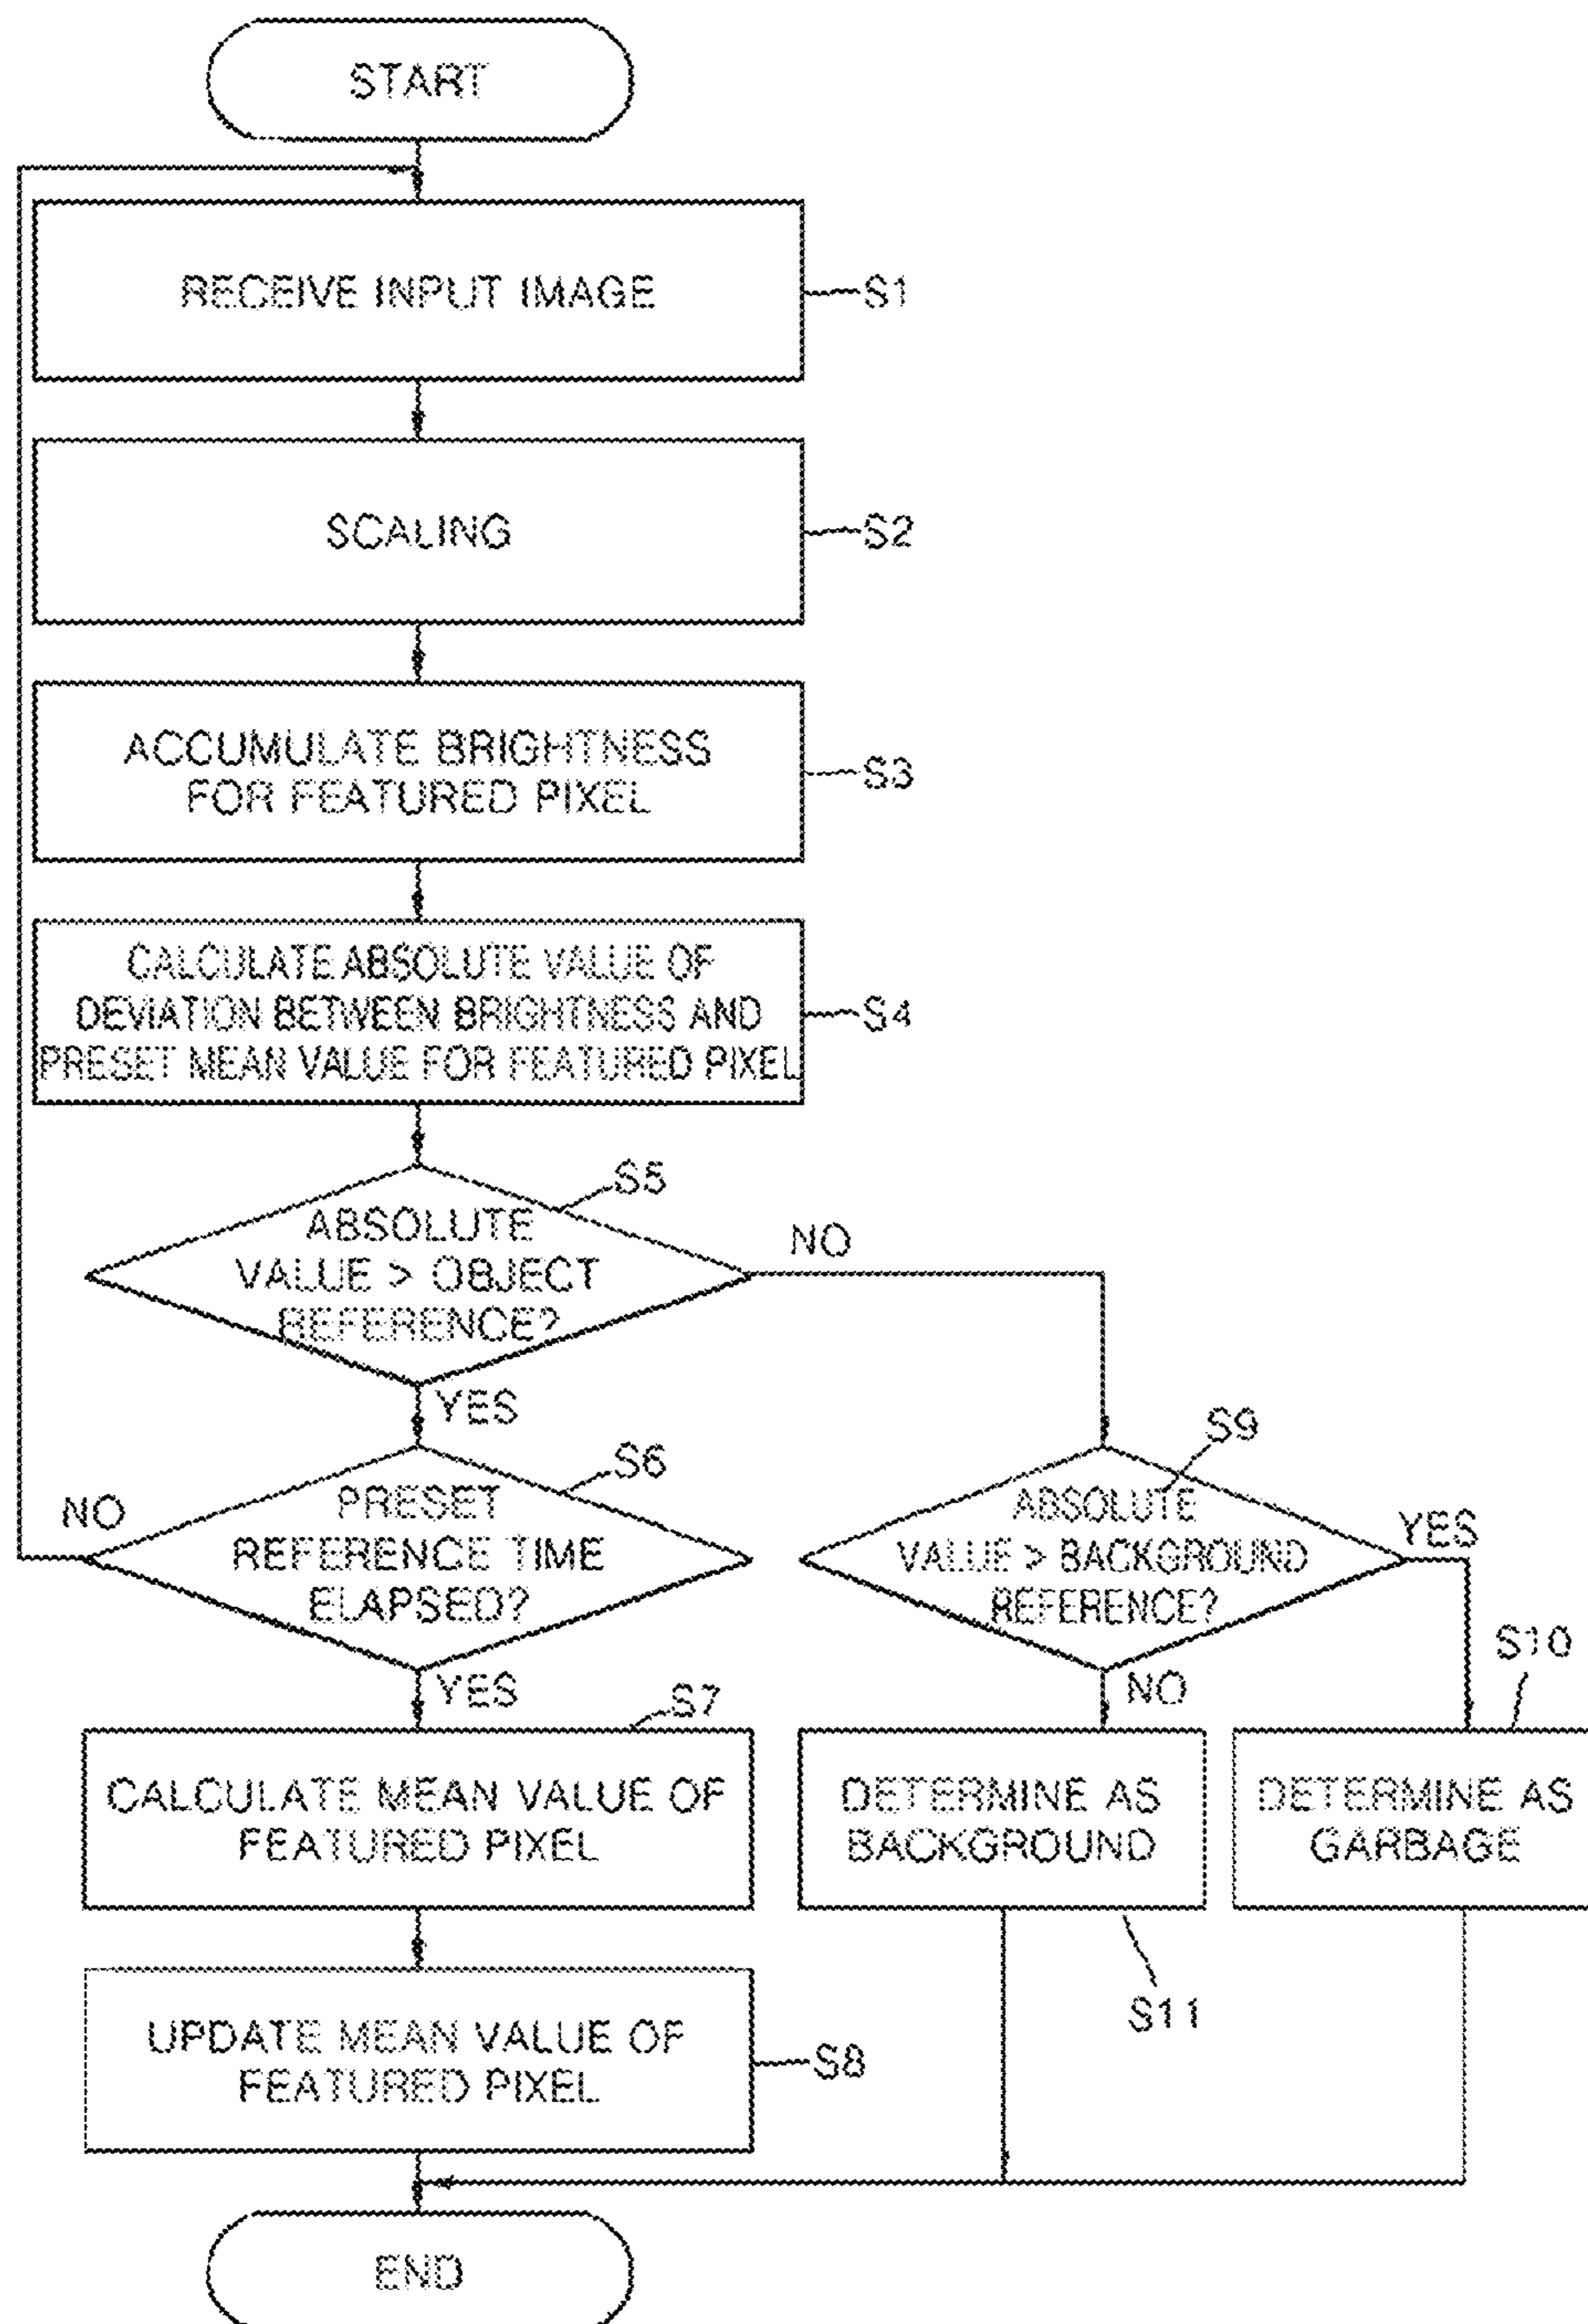 START
RECEIVE INPUT IMAGE
S1
SCALING
S2
ACCUMULATE BRIGHTNESS
FOR FEATURED PIXEL
S3
CALCULATE ABSOLUTE VALUE OF
DEVIATION BETWEEN BRIGHTNESS AND
PRESET MEAN VALUE FOR FEATURED PIXEL
S4
S5
ABSOLUTE
VALUE > OBJECT
REFERENCE?
NO
YES
S6
PRESET
REFERENCE TIME
ELAPSED?
NO
YES
S9
ABSOLUTE
VALUE > BACKGROUND
REFERENCE?
YES
NO
S10
S7
CALCULATE MEAN VALUE OF
FEATURED PIXEL
DETERMINE AS
BACKGROUND
DETERMINE AS
GARBAGE
S11
UPDATE MEAN VALUE OF
FEATURED PIXEL
S8
END